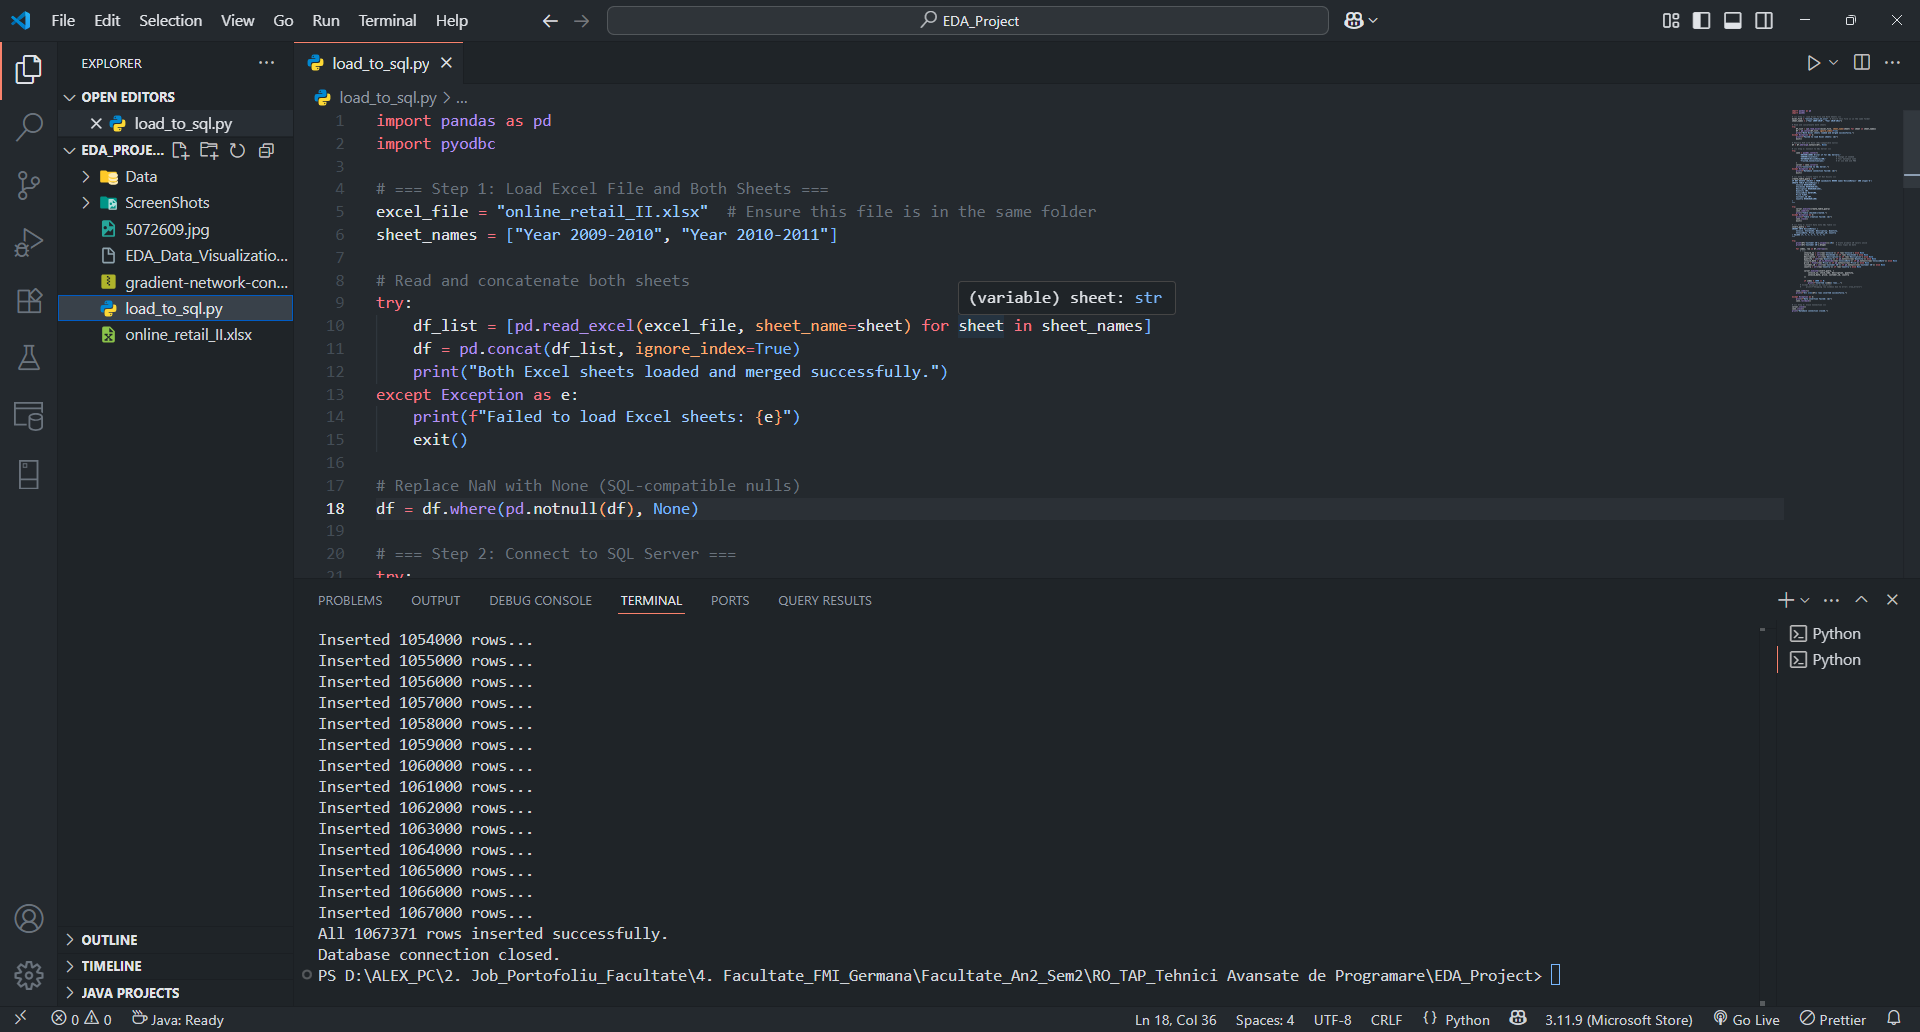 File Edit Selection View Go Run Terminal Help
EDA_Project
EXPLORER
OPEN EDITORS
load_to_sql.py
EDA_PROJE...
Data
ScreenShots
5072609.jpg
EDA_Data_Visualizatio...
gradient-network-con...
load_to_sql.py
online_retail_II.xlsx
OUTLINE
TIMELINE
JAVA PROJECTS
load_to_sql.py
load_to_sql.py > ...
1 import pandas as pd
2 import pyodbc
3
4 # === Step 1: Load Excel File and Both Sheets ===
5 excel_file = "online_retail_II.xlsx"  # Ensure this file is in the same folder
6 sheet_names = ["Year 2009-2010", "Year 2010-2011"]
7
8 # Read and concatenate both sheets
(variable) sheet: str
9 try:
10 df_list = [pd.read_excel(excel_file, sheet_name=sheet) for sheet in sheet_names]
11 df = pd.concat(df_list, ignore_index=True)
12 print("Both Excel sheets loaded and merged successfully.")
13 except Exception as e:
14 print(f"Failed to load Excel sheets: {e}")
15 exit()
16
17 # Replace NaN with None (SQL-compatible nulls)
18 df = df.where(pd.notnull(df), None)
19
20 # === Step 2: Connect to SQL Server ===
21 try:
PROBLEMS OUTPUT DEBUG CONSOLE TERMINAL PORTS QUERY RESULTS
Inserted 1054000 rows...
Inserted 1055000 rows...
Inserted 1056000 rows...
Inserted 1057000 rows...
Inserted 1058000 rows...
Inserted 1059000 rows...
Inserted 1060000 rows...
Inserted 1061000 rows...
Inserted 1062000 rows...
Inserted 1063000 rows...
Inserted 1064000 rows...
Inserted 1065000 rows...
Inserted 1066000 rows...
Inserted 1067000 rows...
All 1067371 rows inserted successfully.
Database connection closed.
PS D:\ALEX_PC\2. Job_Portofoliu_Facultate\4. Facultate_FMI_Germana\Facultate_An2_Sem2\RO_TAP_Tehnici Avansate de Programare\EDA_Project>
Python
Python
0 0 Java: Ready
Ln 18, Col 36 Spaces: 4 UTF-8 CRLF {} Python 3.11.9 (Microsoft Store) Go Live Prettier